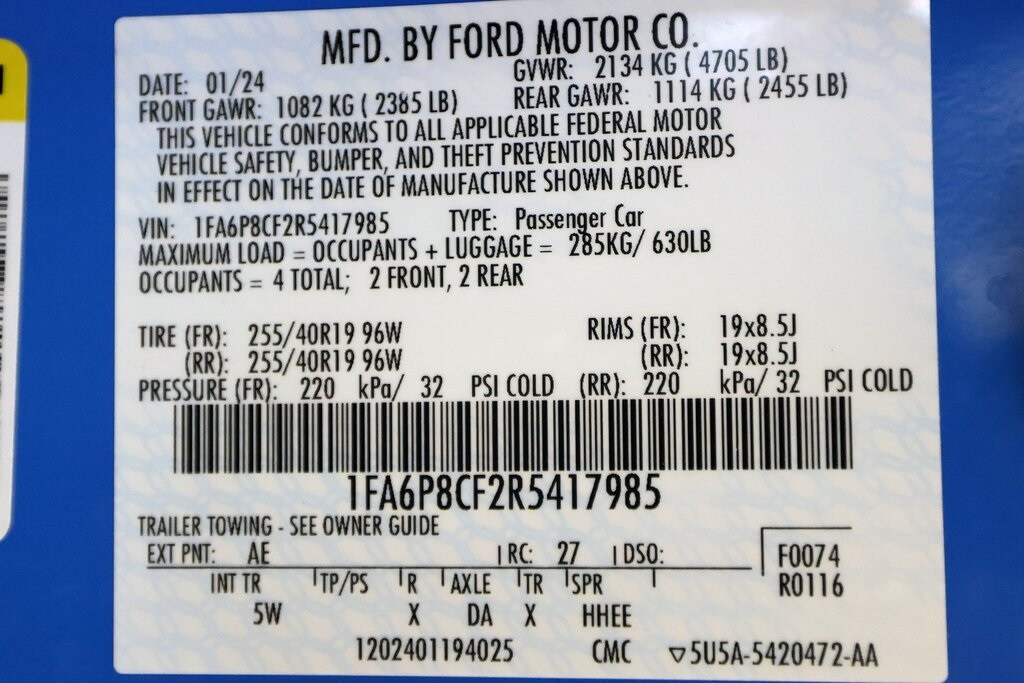 MFD. BY FORD MOTOR CO.
DATE: 01/24
GVWR: 2134 KG ( 4705 LB)
FRONT GAWR: 1082 KG ( 2385 LB)
REAR GAWR: 1114 KG ( 2455 LB)
THIS VEHICLE CONFORMS TO ALL APPLICABLE FEDERAL MOTOR
VEHICLE SAFETY, BUMPER, AND THEFT PREVENTION STANDARDS
IN EFFECT ON THE DATE OF MANUFACTURE SHOWN ABOVE.
VIN: 1FA6P8CF2R5417985 TYPE: Passenger Car
MAXIMUM LOAD = OCCUPANTS + LUGGAGE = 285KG/ 630LB
OCCUPANTS = 4 TOTAL; 2 FRONT, 2 REAR
TIRE (FR): 255/40R19 96W RIMS (FR): 19x8.5J
(RR): 255/40R19 96W (RR): 19x8.5J
PRESSURE (FR): 220 kPa/ 32 PSI COLD (RR): 220 kPa/ 32 PSI COLD
1FA6P8CF2R5417985
TRAILER TOWING - SEE OWNER GUIDE
EXT PNT: AE RC: 27 DSO: F0074
INT TR TP/PS R AXLE TR SPR R0116
5W X DA X HHEE
1202401194025 CMC ▽5U5A-5420472-AA